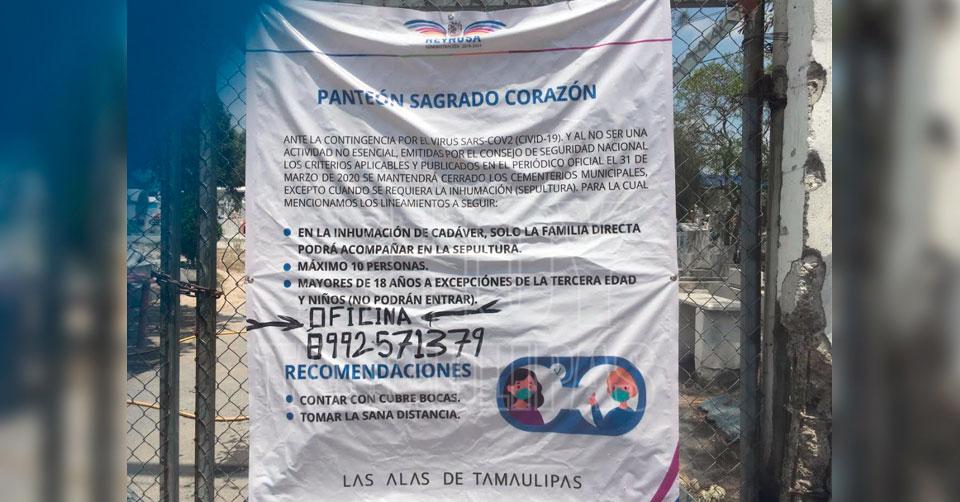 REYNOSA
PANTEÓN SAGRADO CORAZÓN
ANTE LA CONTINGENCIA POR EL VIRUS SARS-COV2 (CIVID-19). Y AL NO SER UNA
ACTIVIDAD NO ESENCIAL, EMITIDAS POR EL CONSEJO DE SEGURIDAD NACIONAL
LOS CRITERIOS APLICABLES Y PUBLICADOS EN EL PERIÓDICO OFICIAL EL 31 DE
MARZO DE 2020 SE MANTENDRÁ CERRADO LOS CEMENTERIOS MUNICIPALES,
EXCEPTO CUANDO SE REQUIERA LA INHUMACIÓN (SEPULTURA). PARA LA CUAL
MENCIONAMOS LOS LINEAMIENTOS A SEGUIR:
• EN LA INHUMACIÓN DE CADÁVER, SOLO LA FAMILIA DIRECTA
PODRÁ ACOMPAÑAR EN LA SEPULTURA.
• MÁXIMO 10 PERSONAS.
• MAYORES DE 18 AÑOS A EXCEPCIÓNES DE LA TERCERA EDAD
Y NIÑOS (NO PODRÁN ENTRAR).
OFICINA
8992-571379
RECOMENDACIONES
• CONTAR CON CUBRE BOCAS.
• TOMAR LA SANA DISTANCIA.
LAS ALAS DE TAMAULIPAS